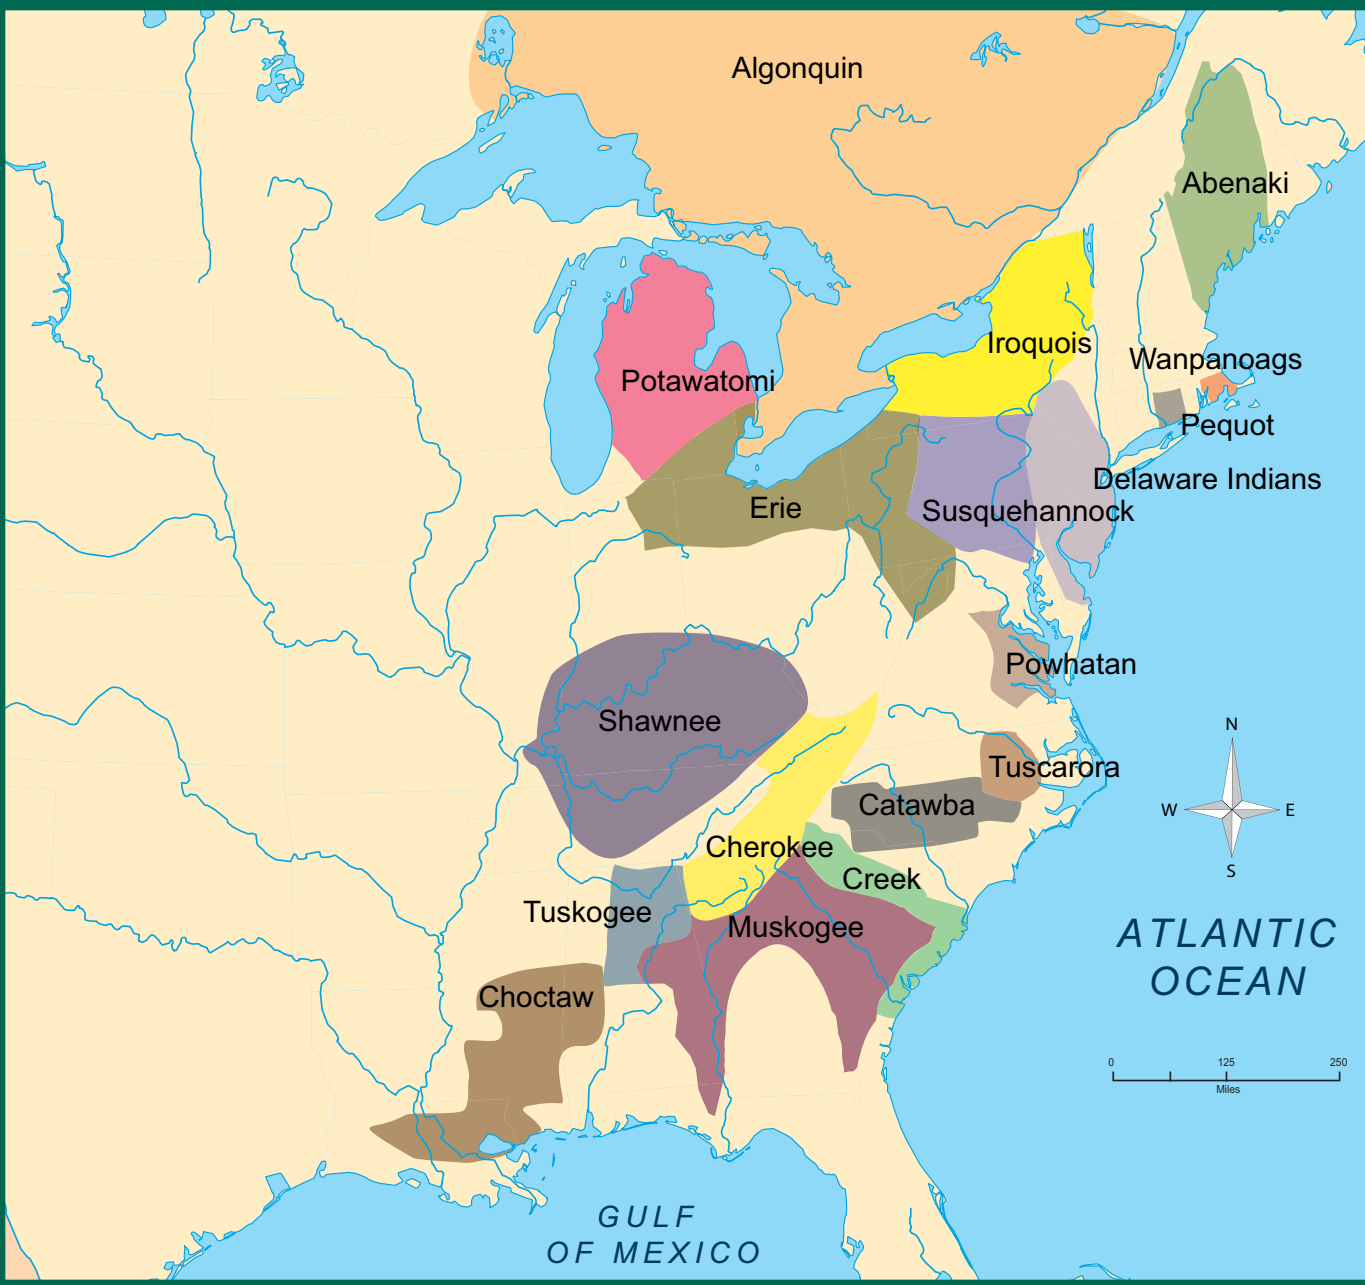 Algonquin
Abenaki
Iroquois
Wanpanoags
Potawatomi
Pequot
Delaware Indians
Erie
Susquehannock
Powhatan
Shawnee
N
Tuscarora
Catawba
W
E
Cherokee
S
Creek
Tuskogee
Muskogee
ATLANTIC
OCEAN
Choctaw
0 125 250
Miles
GULF
OF MEXICO